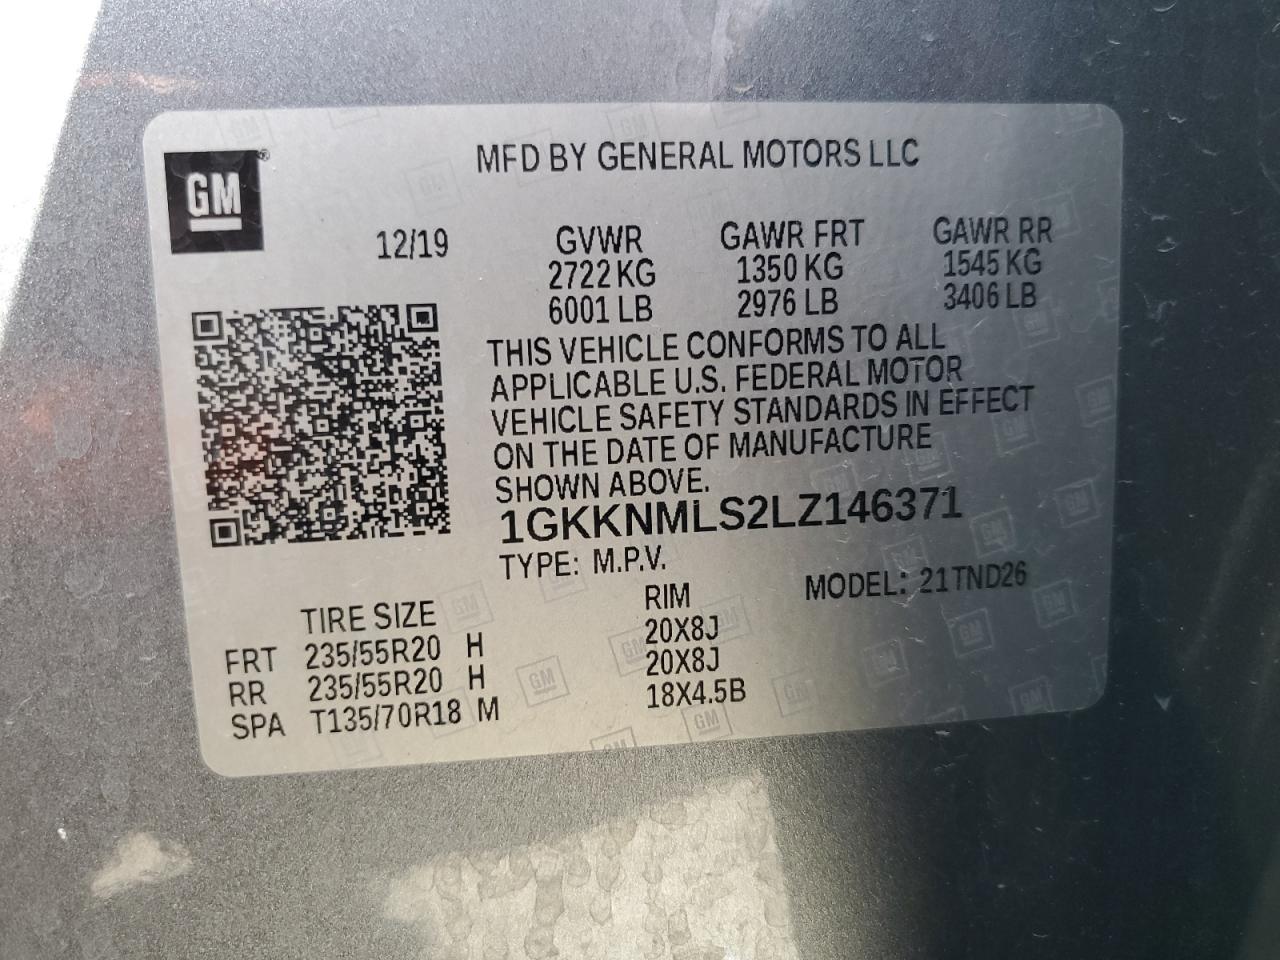 GM
MFD BY GENERAL MOTORS LLC
12/19 GVWR GAWR FRT GAWR RR
2722 KG 1350 KG 1545 KG
6001 LB 2976 LB 3406 LB
THIS VEHICLE CONFORMS TO ALL
APPLICABLE U.S. FEDERAL MOTOR
VEHICLE SAFETY STANDARDS IN EFFECT
ON THE DATE OF MANUFACTURE
SHOWN ABOVE.
1GKKNMLS2LZ146371
TYPE: M.P.V. MODEL: 21TND26
TIRE SIZE RIM
FRT 235/55R20 H 20X8J
RR 235/55R20 H 20X8J
SPA T135/70R18 M 18X4.5B